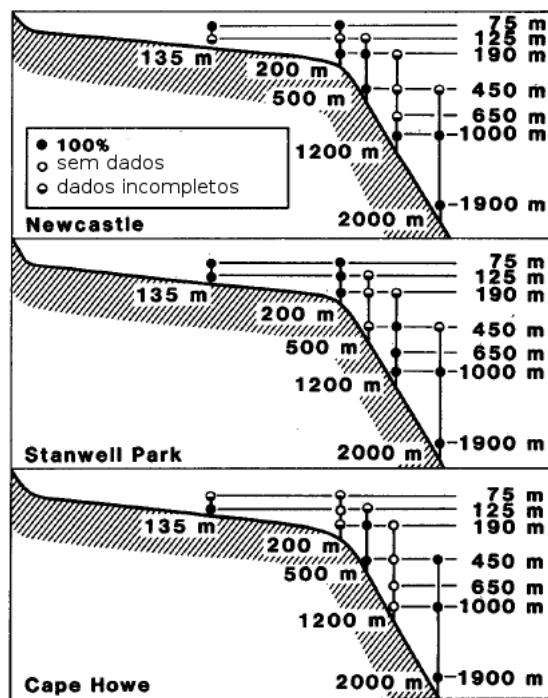 75 m
125 m
135 m
190 m
200 m
450 m
500 m
650 m
100%
1000 m
sem dados
1200 m
dados incompletos
1900 m
Newcastle
2000 m
75 m
125 m
135 m
190 m
200 m
450 m
500 m
650 m
1000 m
1200 m
1900 m
Stanwell Park
2000 m
75 m
125 m
135 m
190 m
200 m
450 m
500 m
650 m
1000 m
1200 m
1900 m
Cape Howe
2000 m